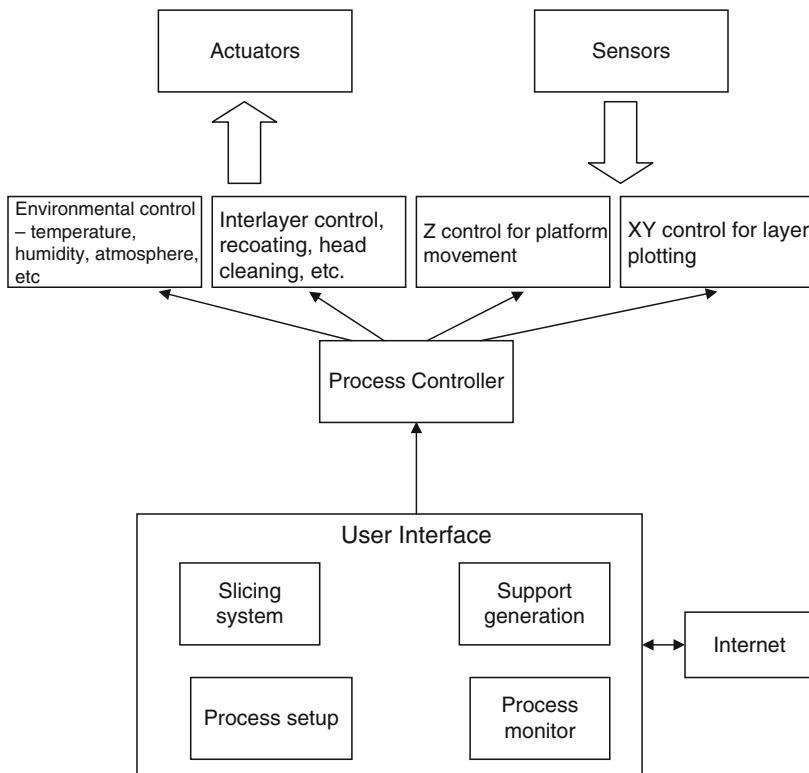 Actuators
Sensors
Environmental control
– temperature,
humidity, atmosphere,
etc
Interlayer control,
recoating, head
cleaning, etc.
Z control for platform
movement
XY control for layer
plotting
Process Controller
User Interface
Slicing
system
Support
generation
Internet
Process setup
Process
monitor